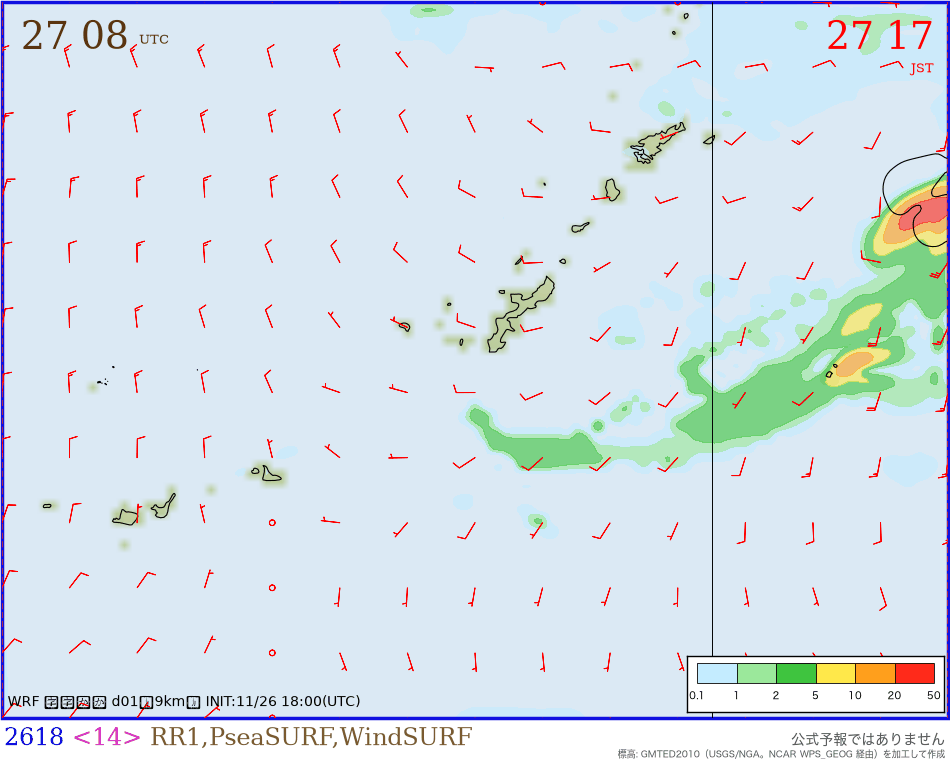 27 08 UTC
27 17
JST
0.1 1 2 5 10 20 50
WRF d01 9km INIT:11/26 18:00(UTC)
2618 <14> RR1,PseaSURF,WindSURF
公式予報ではありません
標高: GMTED2010（USGS/NGA。NCAR WPS_GEOG 経由）を加工して作成